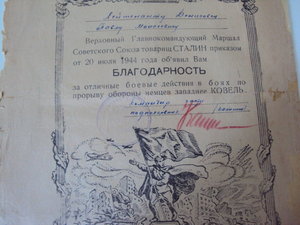 Лейтенанту
Верховный Главнокомандующий Маршал
Советского Союза товарищ СТАЛИН приказом
от 20 июля 1944 года объявил Вам
БЛАГОДАРНОСТЬ
за отличные боевые действия в боях по
прорыву обороны немцев западнее КОВЕЛЬ.